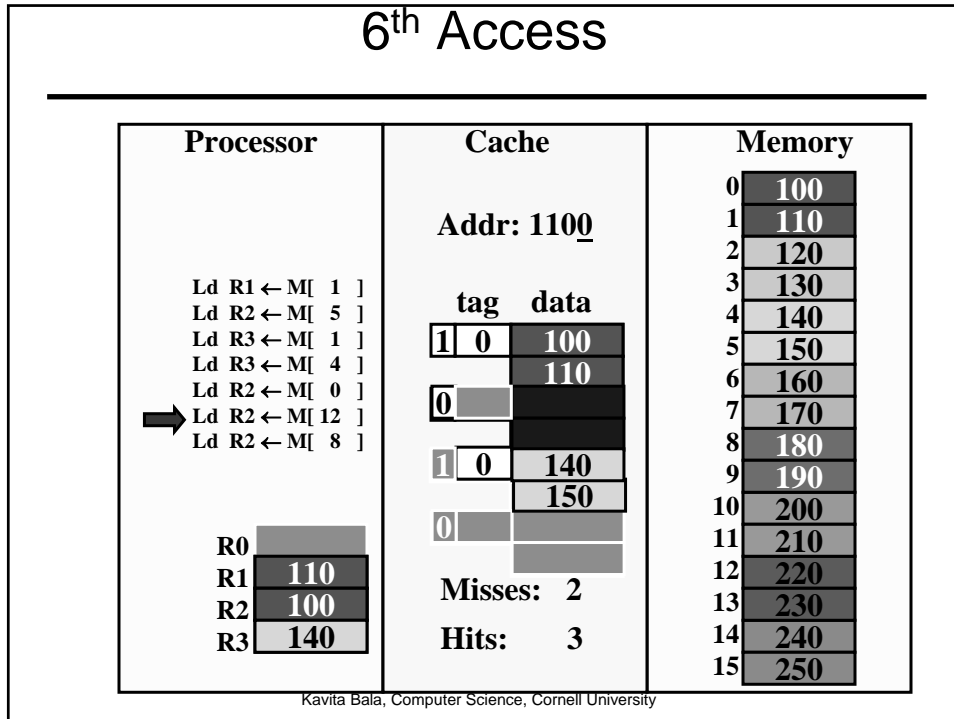 6th Access
Processor
Ld R1 ← M[ 1 ]
Ld R2 ← M[ 5 ]
Ld R3 ← M[ 1 ]
Ld R3 ← M[ 4 ]
Ld R2 ← M[ 0 ]
Ld R2 ← M[ 12 ]
Ld R2 ← M[ 8 ]
R0
R1 110
R2 100
R3 140
Cache
Addr: 1100
tag data
1 0 100
110
0
1 0 140
150
0
Misses: 2
Hits: 3
Memory
0 100
1 110
2 120
3 130
4 140
5 150
6 160
7 170
8 180
9 190
10 200
11 210
12 220
13 230
14 240
15 250
Kavita Bala, Computer Science, Cornell University